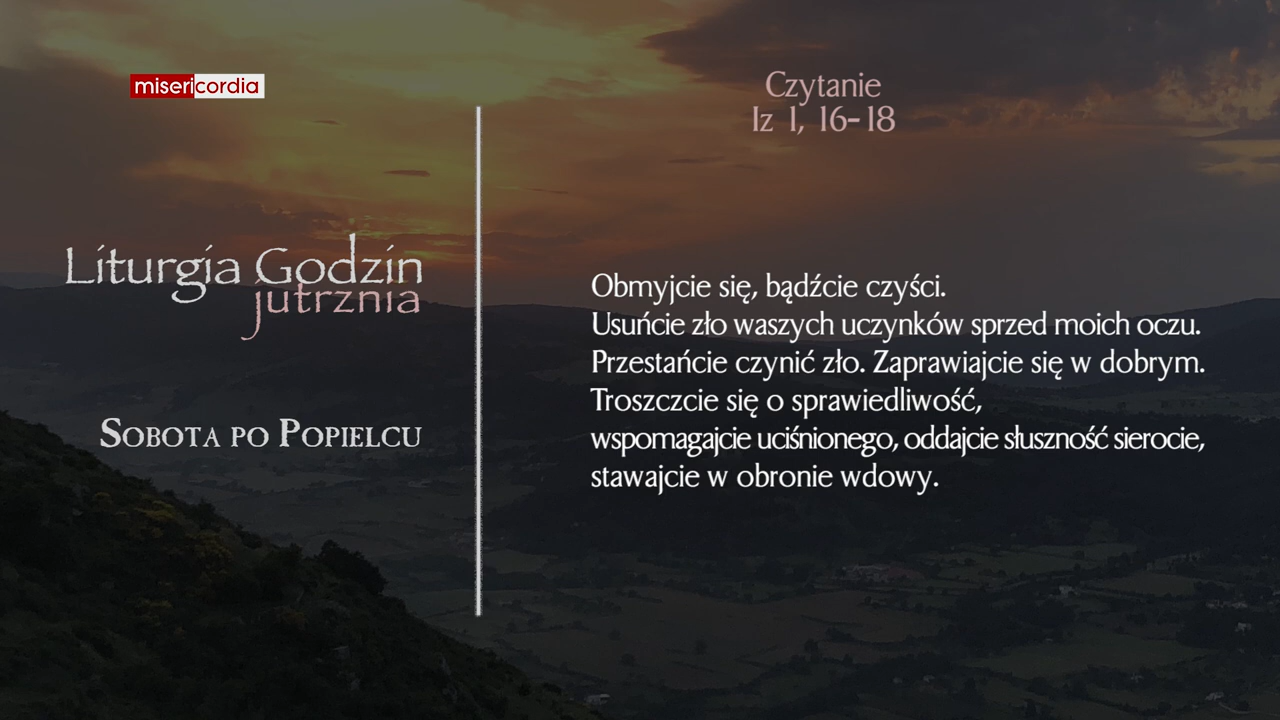 misericordia
Liturgia Godzin
jutrznia
Sobota po Popielcu
Czytanie
Iz 1, 16-18
Obmyjcie się, bądźcie czyści.
Usuńcie zło waszych uczynków sprzed moich oczu.
Przestańcie czynić zło. Zaprawiajcie się w dobrym.
Troszczcie się o sprawiedliwość,
wspomagajcie uciśnionego, oddajcie słuszność sierocie,
stawajcie w obronie wdowy.